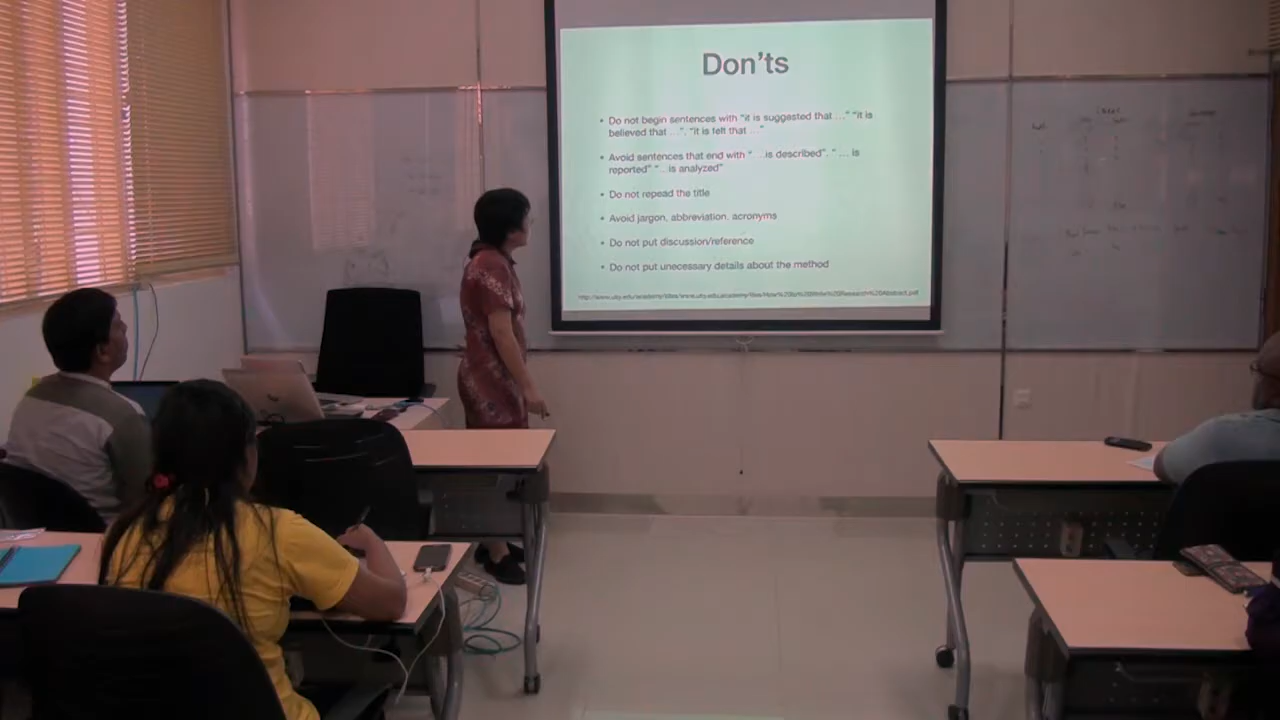 Don'ts
• Do not begin sentences with "it is suggested that ..." "it is
believed that ...". "it is felt that ..."
• Avoid sentences that end with " ...is described". " ... is
reported" "...is analyzed"
• Do not repead the title
• Avoid jargon, abbreviation, acronyms
• Do not put discussion/reference
• Do not put unecessary details about the method